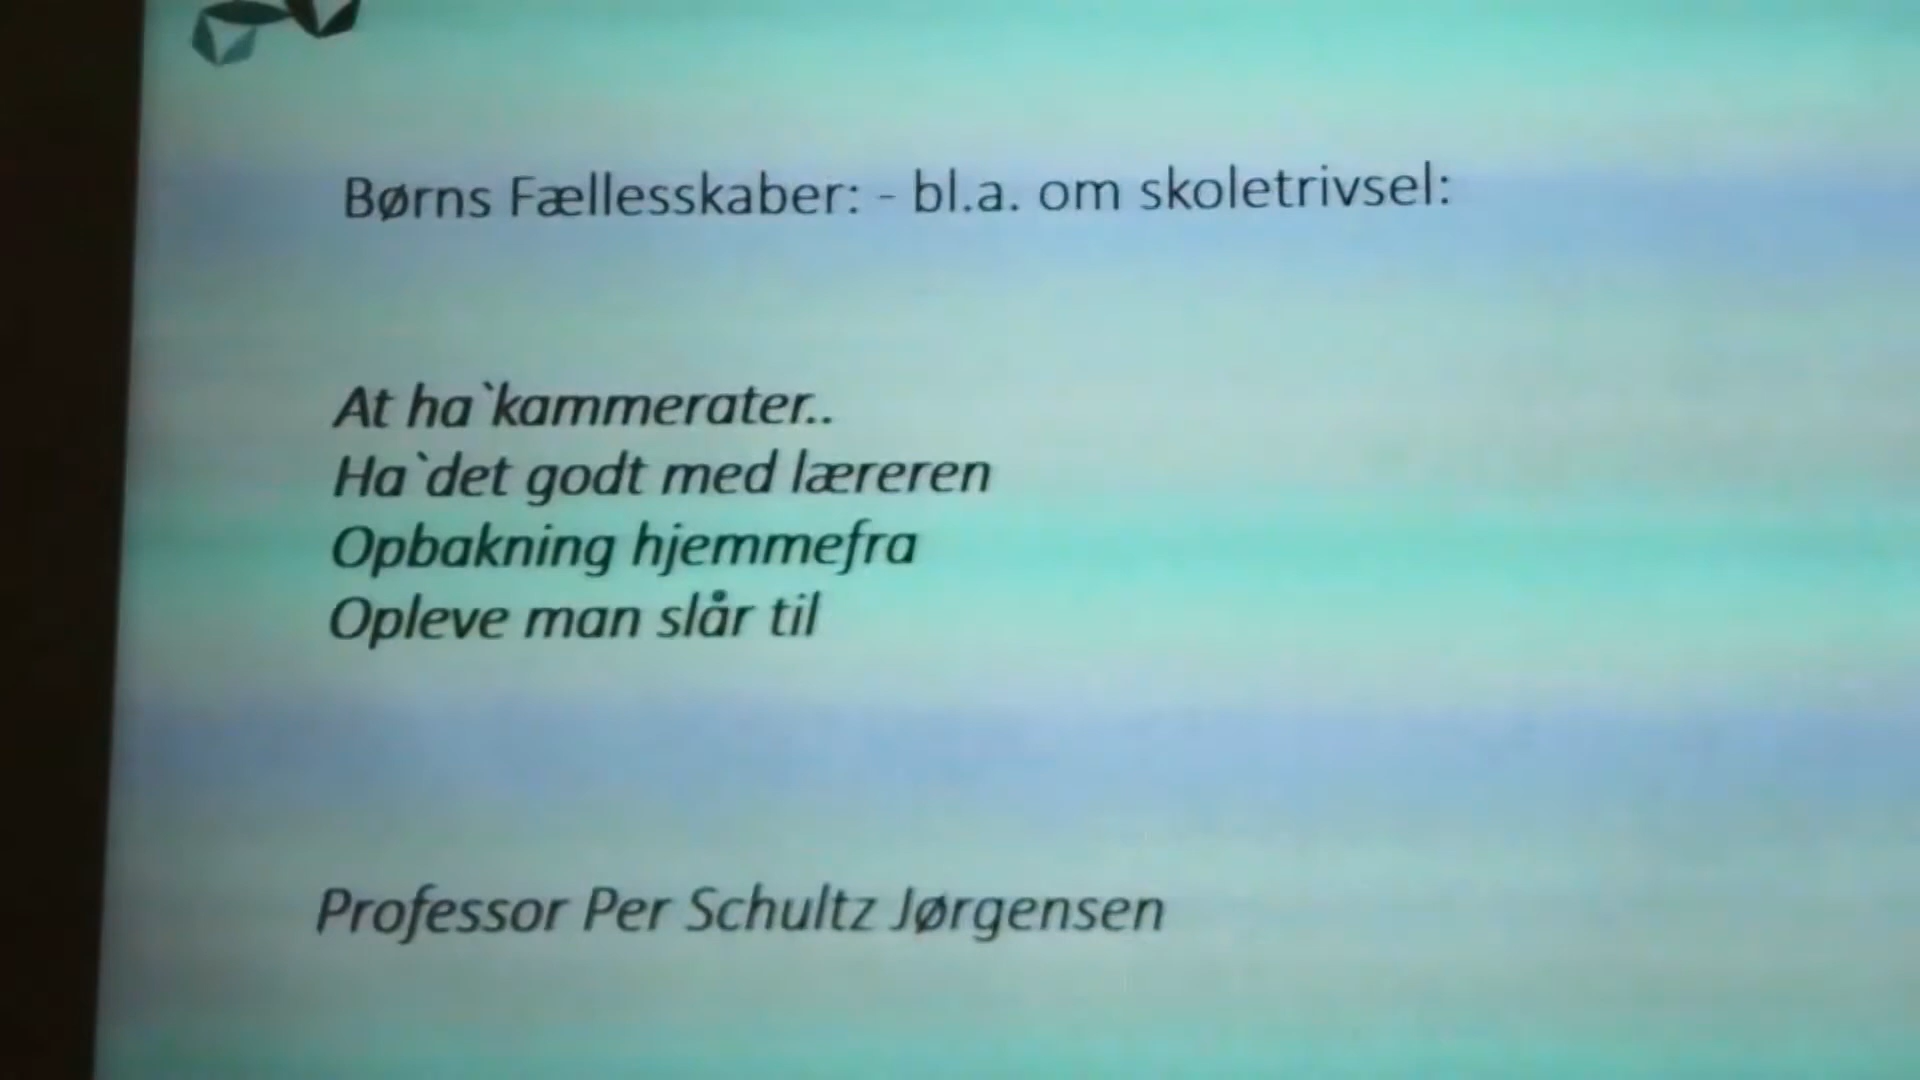 Børns Fællesskaber: - bl.a. om skoletrivsel:
At ha`kammerater..
Ha`det godt med læreren
Opbakning hjemmefra
Opleve man slår til
Professor Per Schultz Jørgensen